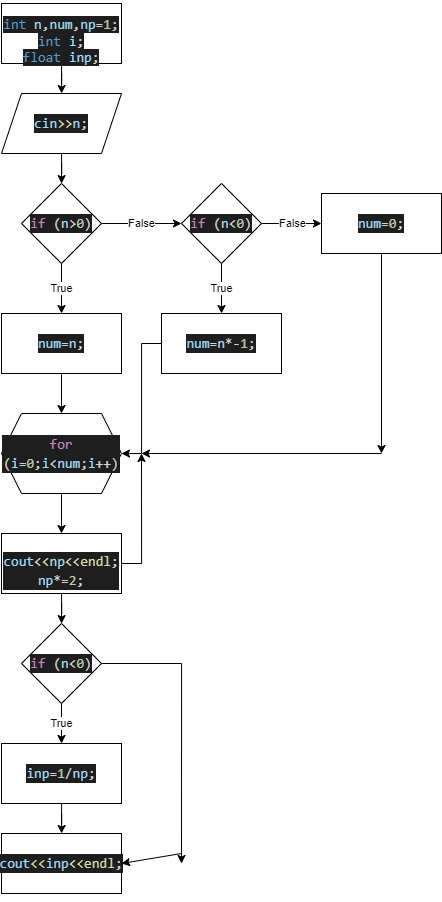 int n,num,np=1;
int i;
float inp;
cin>>n;
if (n>0)
False
if (n<0)
False
num=0;
True
True
num=n;
num=n*-1;
for
(i=0;i<num;i++)
cout<<np<<endl;
np*=2;
if (n<0)
True
inp=1/np;
cout<<inp<<endl;